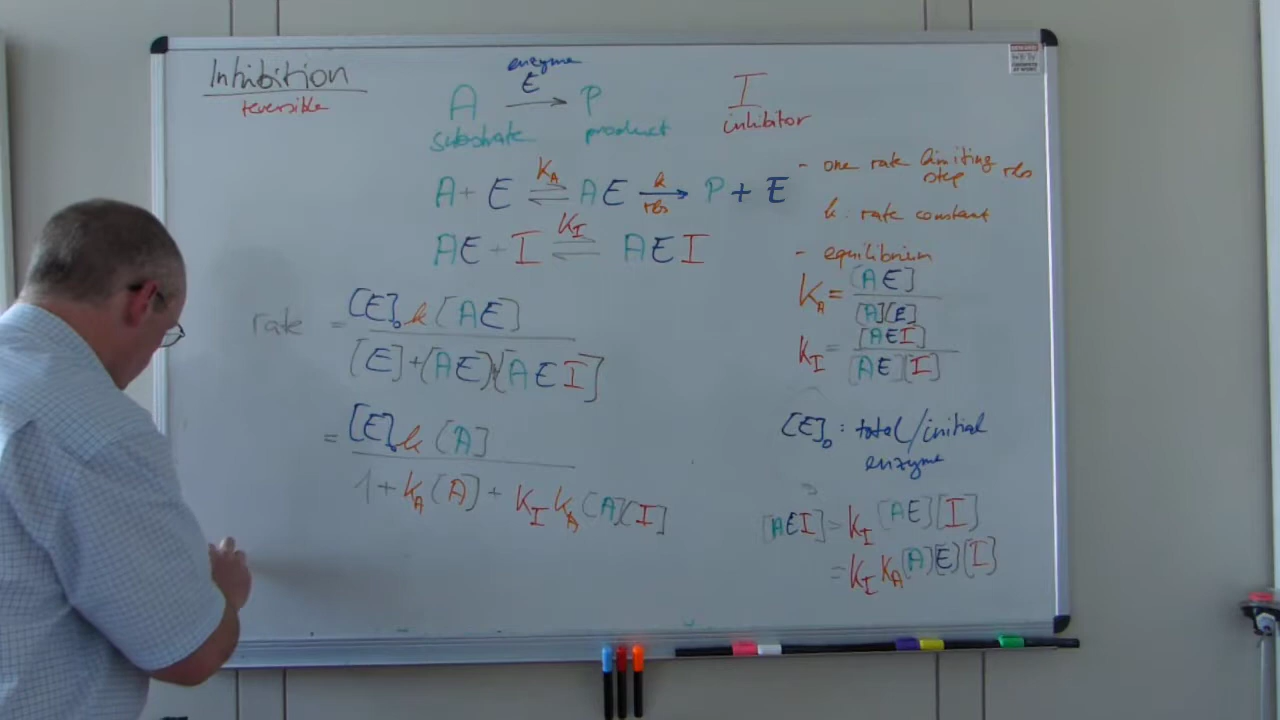 Inhibition
reversible
enzyme
A E → P
substrate product
I
inhibitor
A + E ⇌ AE → P + E
K_A k rds
AE + I ⇌ AEI
K_I
- one rate limiting step rds
k : rate constant
- equilibrium
K_A = [AE] / [A][E]
K_I = [AEI] / [AE][I]
rate = [E]_0 k [AE] / [E] + [AE] + [AEI]
= [E]_0 k [A] / 1 + K_A [A] + K_I K_A [A][I]
[E]_0 : total/initial
enzyme
[AEI] = K_I [AE][I]
= K_I K_A [A][E][I]